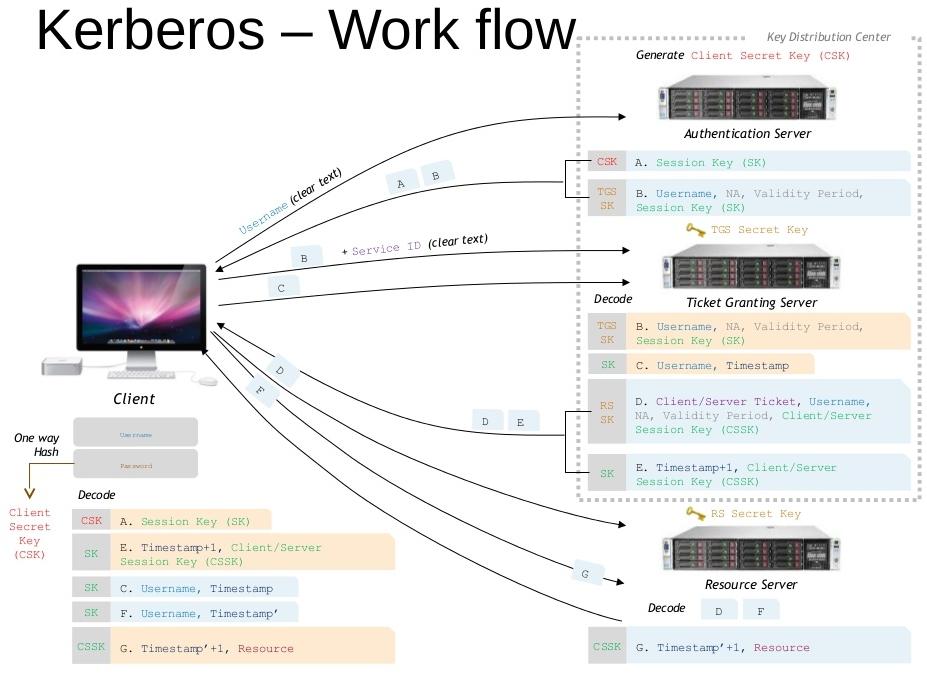 Kerberos – Work flow
Key Distribution Center
Generate Client Secret Key (CSK)
Authentication Server
CSK A. Session Key (SK)
TGS SK B. Username, NA, Validity Period,
Session Key (SK)
Username (clear text)
A B
TGS Secret Key
B + Service ID (clear text)
C
Decode
Ticket Granting Server
TGS SK B. Username, NA, Validity Period,
Session Key (SK)
SK C. Username, Timestamp
RS SK D. Client/Server Ticket, Username,
NA, Validity Period, Client/Server
Session Key (CSSK)
SK E. Timestamp+1, Client/Server
Session Key (CSSK)
D
F
D E
Client
Username
Password
One way
Hash
Client
Secret
Key
(CSK)
Decode
CSK A. Session Key (SK)
SK E. Timestamp+1, Client/Server
Session Key (CSSK)
SK C. Username, Timestamp
SK F. Username, Timestamp’
CSSK G. Timestamp’+1, Resource
RS Secret Key
Resource Server
G
Decode D F
CSSK G. Timestamp’+1, Resource